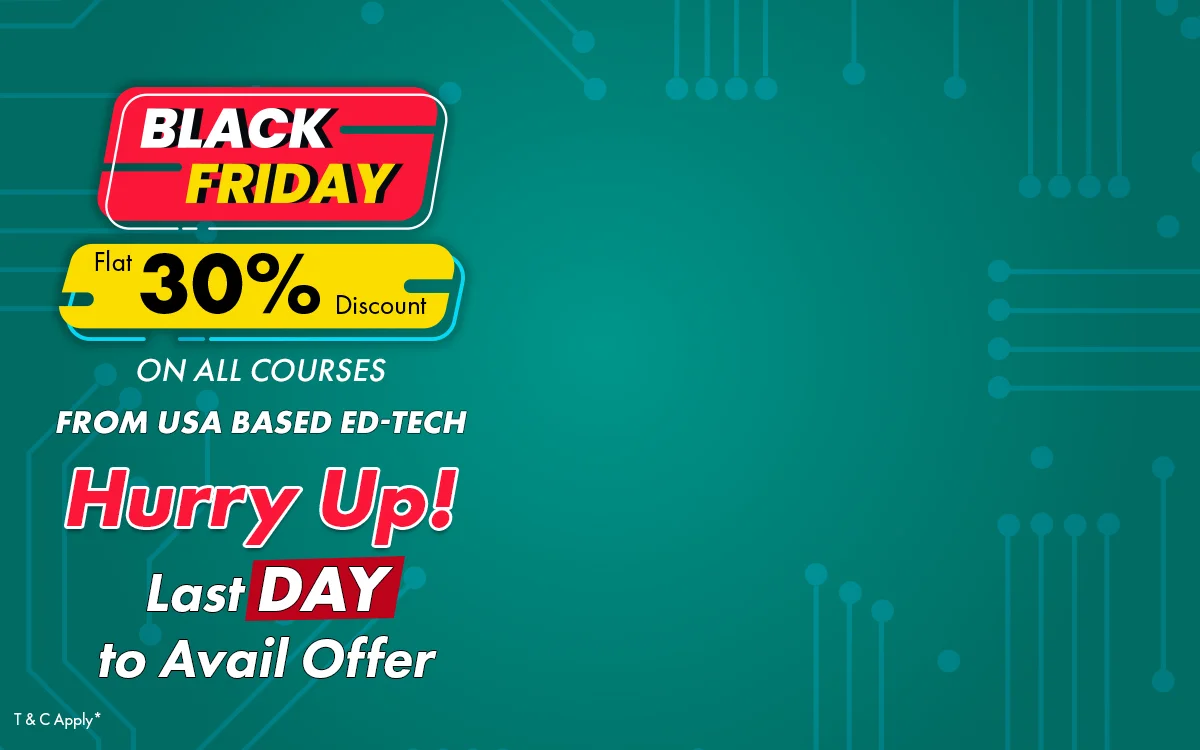 BLACK
FRIDAY
Flat 30% Discount
ON ALL COURSES
FROM USA BASED ED-TECH
Hurry Up!
Last DAY
to Avail Offer
T & C Apply*